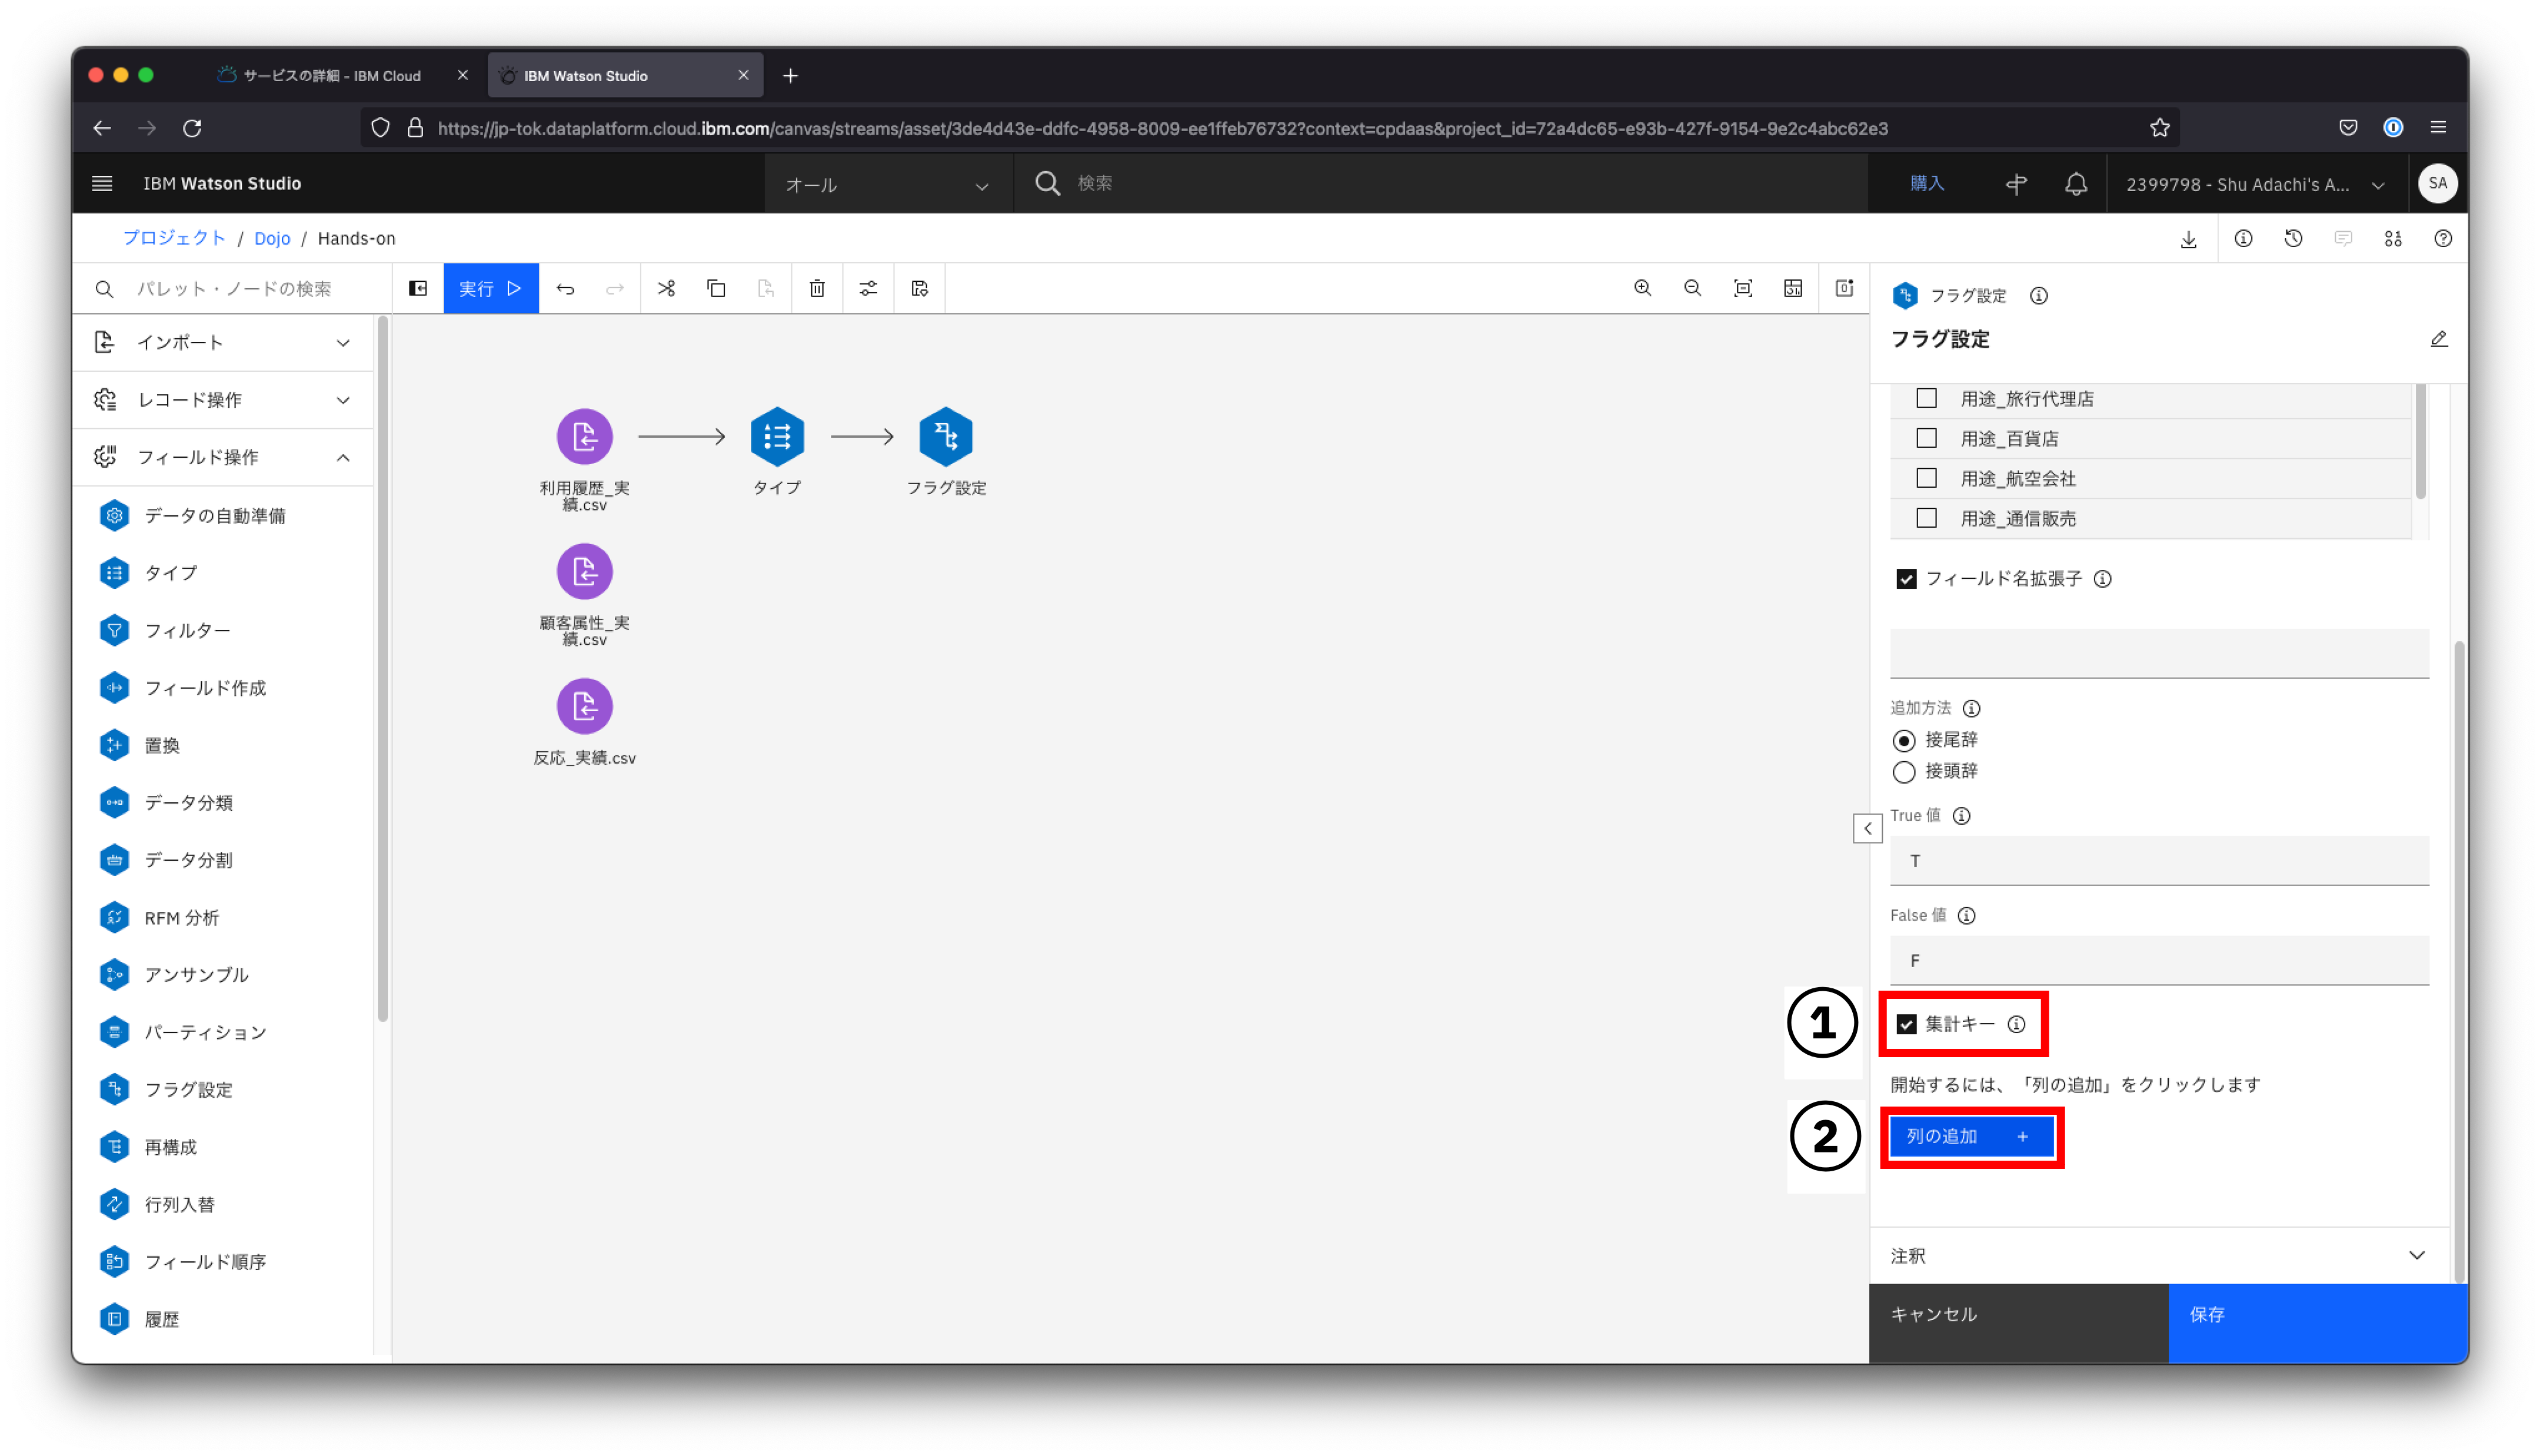 サービスの詳細 - IBM Cloud
IBM Watson Studio
https://jp-tok.dataplatform.cloud.ibm.com/canvas/streams/asset/3de4d43e-ddfc-4958-8009-ee1ffeb76732?context=cpdaas&project_id=72a4dc65-e93b-427f-9154-9e2c4abc62e3
IBM Watson Studio
オール
検索
購入
2399798 - Shu Adachi's A...
SA
プロジェクト / Dojo / Hands-on
パレット・ノードの検索
実行
インポート
レコード操作
フィールド操作
データの自動準備
タイプ
フィルター
フィールド作成
置換
データ分類
データ分割
RFM 分析
アンサンブル
パーティション
フラグ設定
再構成
行列入替
フィールド順序
履歴
利用履歴_実
績.csv
タイプ
フラグ設定
顧客属性_実
績.csv
反応_実績.csv
フラグ設定
フラグ設定
用途_旅行代理店
用途_百貨店
用途_航空会社
用途_通信販売
フィールド名拡張子
追加方法
接尾辞
接頭辞
True 値
T
False 値
F
1
集計キー
開始するには、「列の追加」をクリックします
2
列の追加 +
注釈
キャンセル
保存